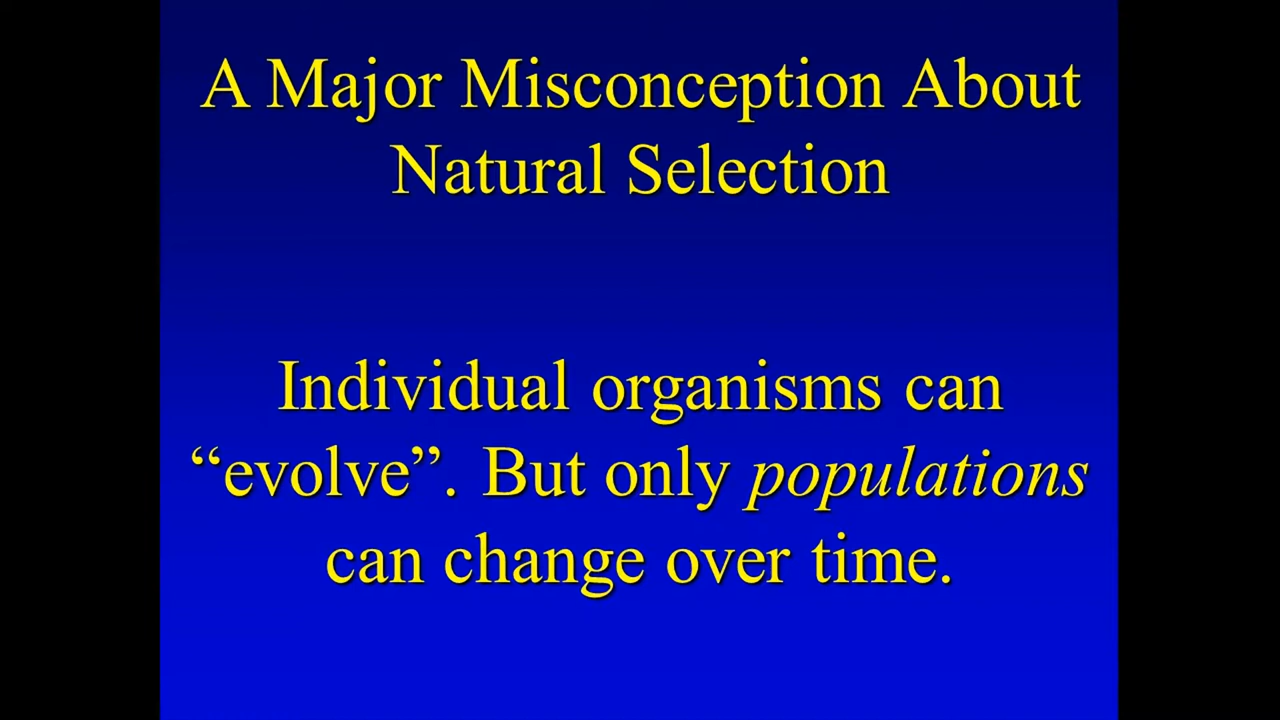 A Major Misconception About
Natural Selection
Individual organisms can
“evolve”. But only populations
can change over time.